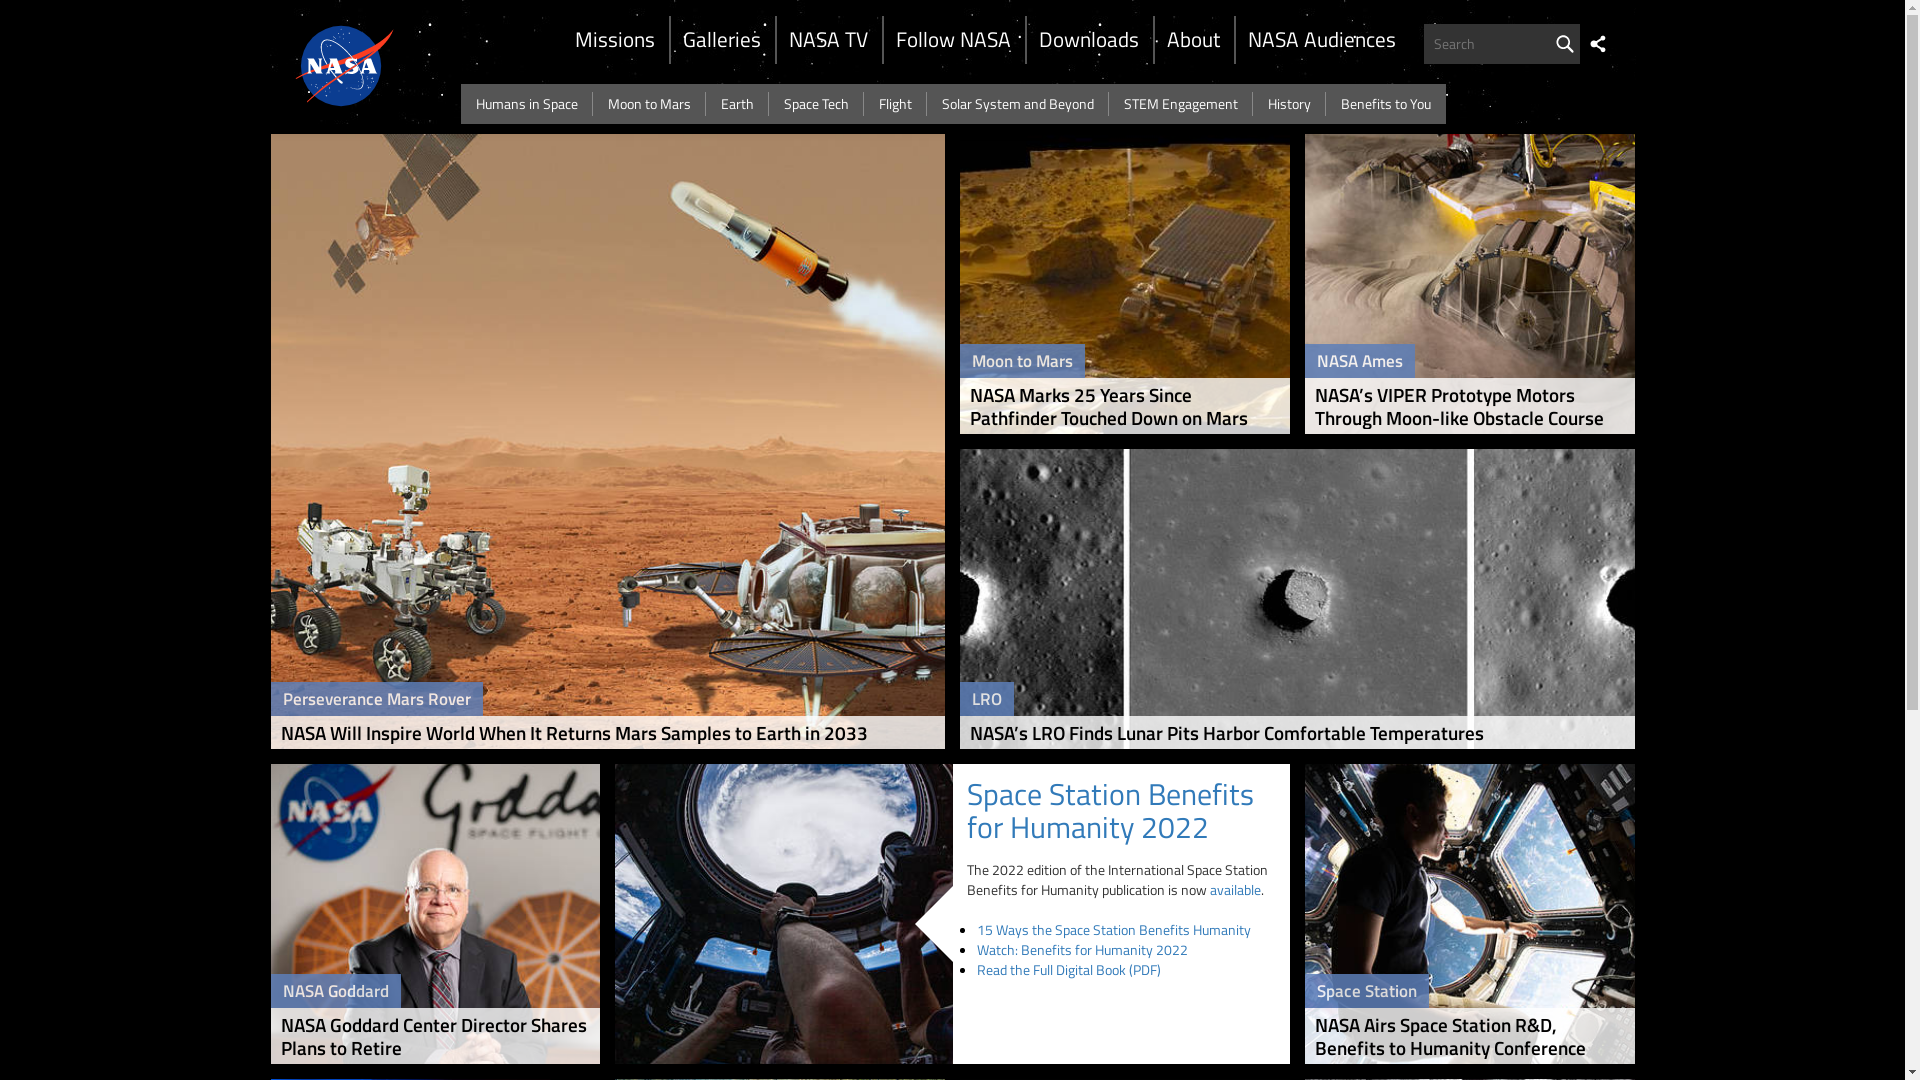 NASA
Missions
Galleries
NASA TV
Follow NASA
Downloads
About
NASA Audiences
Search
Humans in Space
Moon to Mars
Earth
Space Tech
Flight
Solar System and Beyond
STEM Engagement
History
Benefits to You
Perseverance Mars Rover
NASA Will Inspire World When It Returns Mars Samples to Earth in 2033
Moon to Mars
NASA Marks 25 Years Since
Pathfinder Touched Down on Mars
NASA Ames
NASA’s VIPER Prototype Motors
Through Moon-like Obstacle Course
LRO
NASA’s LRO Finds Lunar Pits Harbor Comfortable Temperatures
NASA
Godda
SPACE FLIGHT
NASA Goddard
NASA Goddard Center Director Shares
Plans to Retire
Space Station Benefits
for Humanity 2022
The 2022 edition of the International Space Station
Benefits for Humanity publication is now available.
15 Ways the Space Station Benefits Humanity
Watch: Benefits for Humanity 2022
Read the Full Digital Book (PDF)
Space Station
NASA Airs Space Station R&D,
Benefits to Humanity Conference